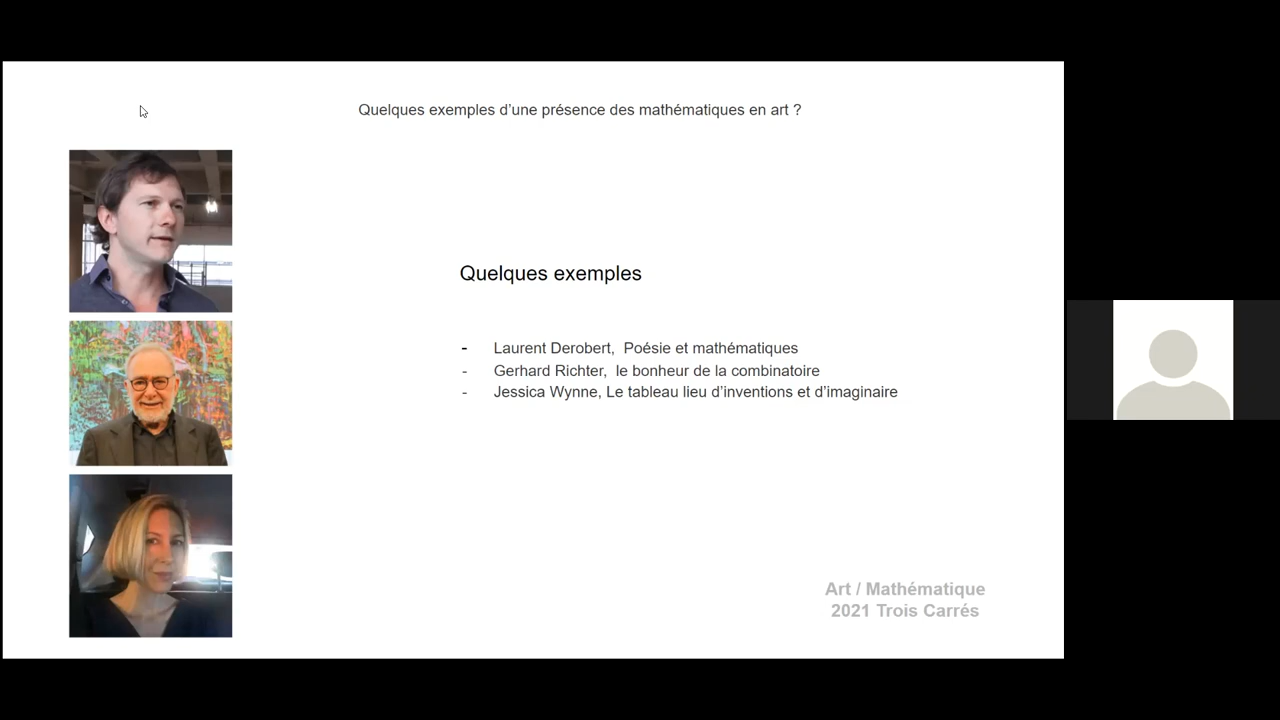 Quelques exemples d’une présence des mathématiques en art ?
Quelques exemples
- Laurent Derobert,  Poésie et mathématiques
- Gerhard Richter,  le bonheur de la combinatoire
- Jessica Wynne, Le tableau lieu d’inventions et d’imaginaire
Art / Mathématique
2021 Trois Carrés